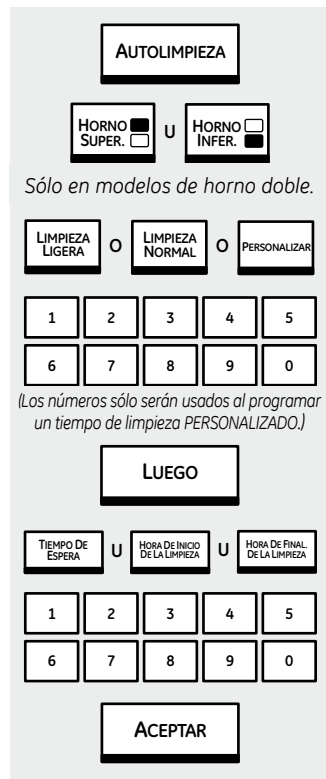 AUTOLIMPIEZA
HORNO SUPER. U HORNO INFER.
Sólo en modelos de horno doble.
LIMPIEZA LIGERA O LIMPIEZA NORMAL O PERSONALIZAR
1 2 3 4 5
6 7 8 9 0
(Los números sólo serán usados al programar
un tiempo de limpieza PERSONALIZADO.)
LUEGO
TIEMPO DE ESPERA U HORA DE INICIO DE LA LIMPIEZA U HORA DE FINAL. DE LA LIMPIEZA
1 2 3 4 5
6 7 8 9 0
ACEPTAR